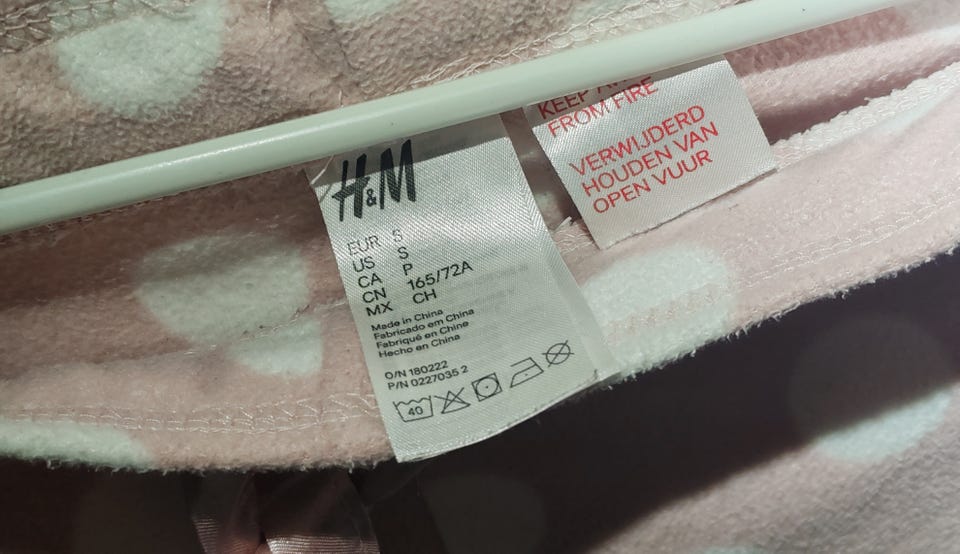 H&M
EUR S
US S
CA P
CN 165/72A
MX CH
Made in China
Fabricado em China
Fabriqué en Chine
Hecho en China
O/N 180222
P/N 0227035 2
40
KEEP
FROM FIRE
VERWIJDERD
HOUDEN VAN
OPEN VUUR